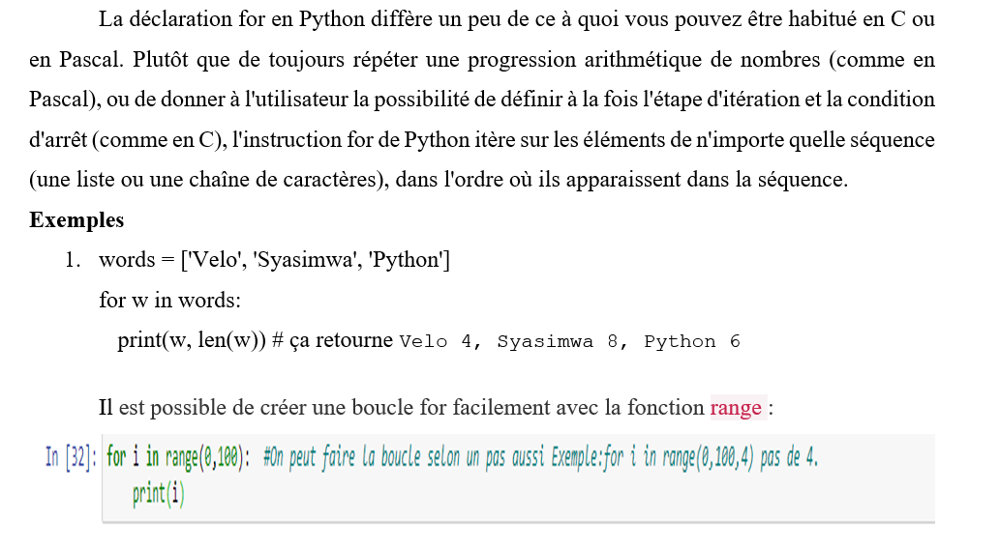 La déclaration for en Python diffère un peu de ce à quoi vous pouvez être habitué en C ou
en Pascal. Plutôt que de toujours répéter une progression arithmétique de nombres (comme en
Pascal), ou de donner à l'utilisateur la possibilité de définir à la fois l'étape d'itération et la condition
d'arrêt (comme en C), l'instruction for de Python itère sur les éléments de n'importe quelle séquence
(une liste ou une chaîne de caractères), dans l'ordre où ils apparaissent dans la séquence.
Exemples
1. words = ['Velo', 'Syasimwa', 'Python']
for w in words:
print(w, len(w)) # ça retourne Velo 4, Syasimwa 8, Python 6
Il est possible de créer une boucle for facilement avec la fonction range :
In [32]: for i in range(0,100): #On peut faire la boucle selon un pas aussi Exemple:for i in range(0,100,4) pas de 4.
print(i)